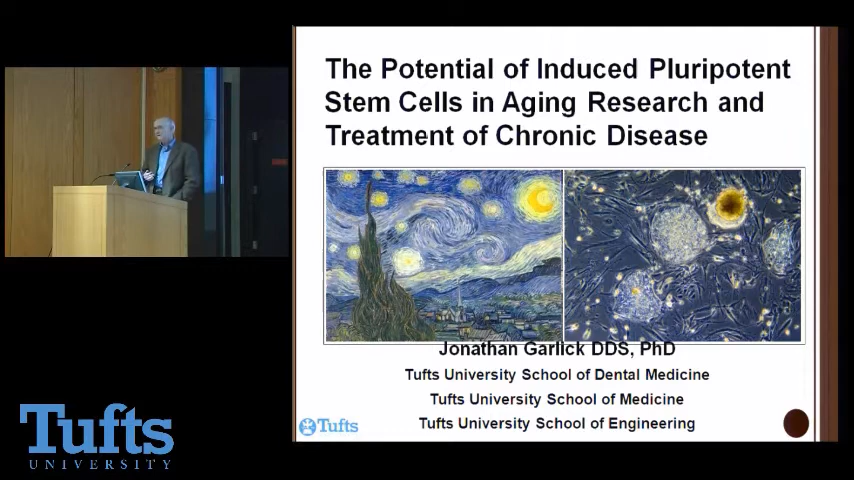 The Potential of Induced Pluripotent
Stem Cells in Aging Research and
Treatment of Chronic Disease
Jonathan Garlick DDS, PhD
Tufts University School of Dental Medicine
Tufts University School of Medicine
Tufts University School of Engineering
Tufts
Tufts
UNIVERSITY